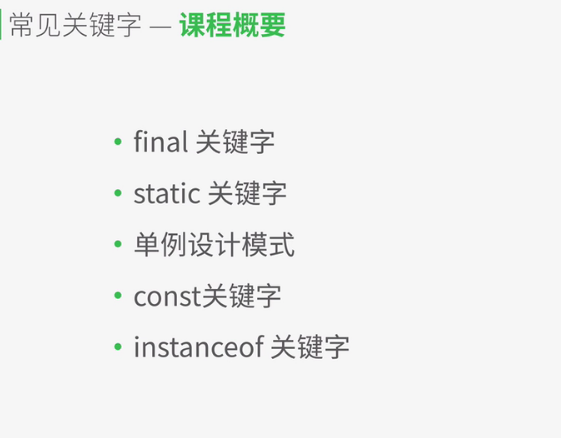 常见关键字 — 课程概要
• final 关键字
• static 关键字
• 单例设计模式
• const关键字
• instanceof 关键字